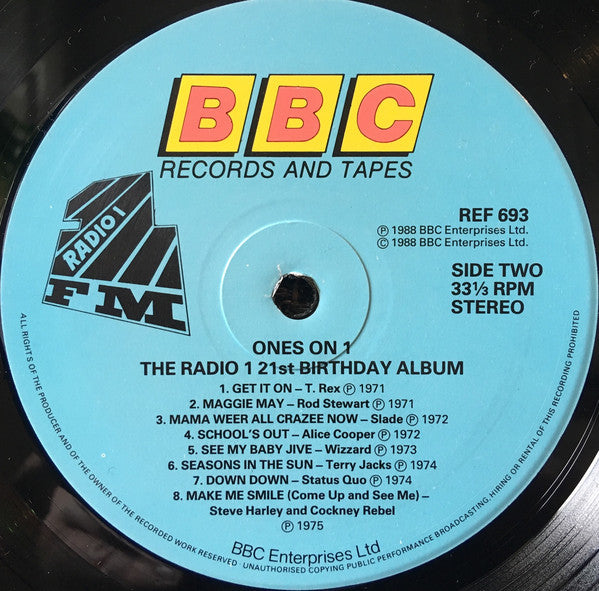 BBC
RECORDS AND TAPES
RADIO 1
FM
REF 693
Ⓟ 1988 BBC Enterprises Ltd.
© 1988 BBC Enterprises Ltd.
SIDE TWO
33⅓ RPM
STEREO
ONES ON 1
THE RADIO 1 21st BIRTHDAY ALBUM
1. GET IT ON – T. Rex Ⓟ 1971
2. MAGGIE MAY – Rod Stewart Ⓟ 1971
3. MAMA WEER ALL CRAZEE NOW – Slade Ⓟ 1972
4. SCHOOL'S OUT – Alice Cooper Ⓟ 1972
5. SEE MY BABY JIVE – Wizzard Ⓟ 1973
6. SEASONS IN THE SUN – Terry Jacks Ⓟ 1974
7. DOWN DOWN – Status Quo Ⓟ 1974
8. MAKE ME SMILE (Come Up and See Me) –
Steve Harley and Cockney Rebel
Ⓟ 1975
BBC Enterprises Ltd
ALL RIGHTS OF THE PRODUCER AND OF THE OWNER OF THE RECORDED WORK RESERVED · UNAUTHORISED COPYING PUBLIC PERFORMANCE BROADCASTING, HIRING OR RENTAL OF THIS RECORDING PROHIBITED